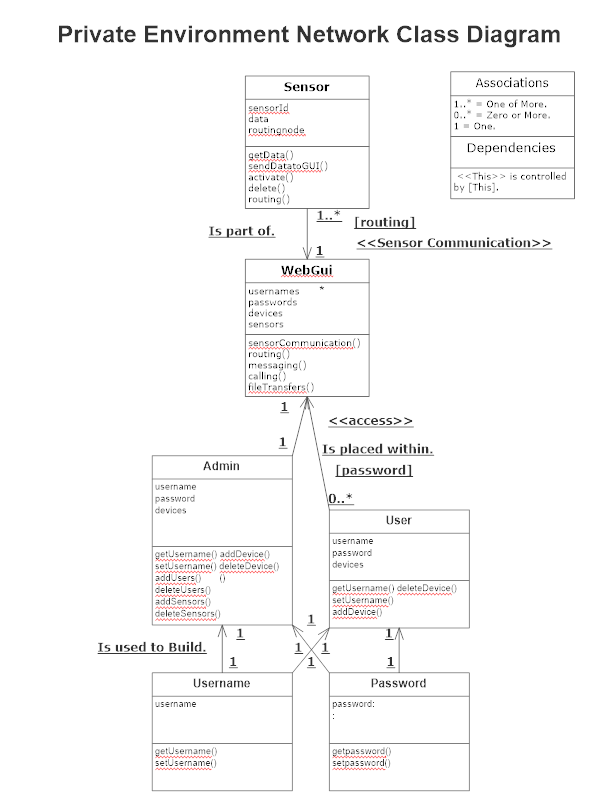 Private Environment Network Class Diagram
Sensor
sensorId
data
routingnode
getData()
sendDatatoGUI()
activate()
delete()
routing()
Associations
1..* = One of More.
0..* = Zero or More.
1 = One.
Dependencies
<<This>> is controlled
by [This].
Is part of.
1..*
[routing]
<<Sensor Communication>>
1
WebGui
usernames *
passwords
devices
sensors
sensorCommunication()
routing()
messaging()
calling()
fileTransfers()
1
<<access>>
1
Is placed within.
[password]
0..*
Admin
username
password
devices
getUsername() addDevice()
setUsername() deleteDevice()
addUsers() ()
deleteUsers()
addSensors()
deleteSensors()
User
username
password
devices
getUsername() deleteDevice()
setUsername()
addDevice()
1
1
1
Is used to Build.
1
1
1
1
1
Username
username
getUsername()
setUsername()
Password
password:
:
getpassword()
setpassword()